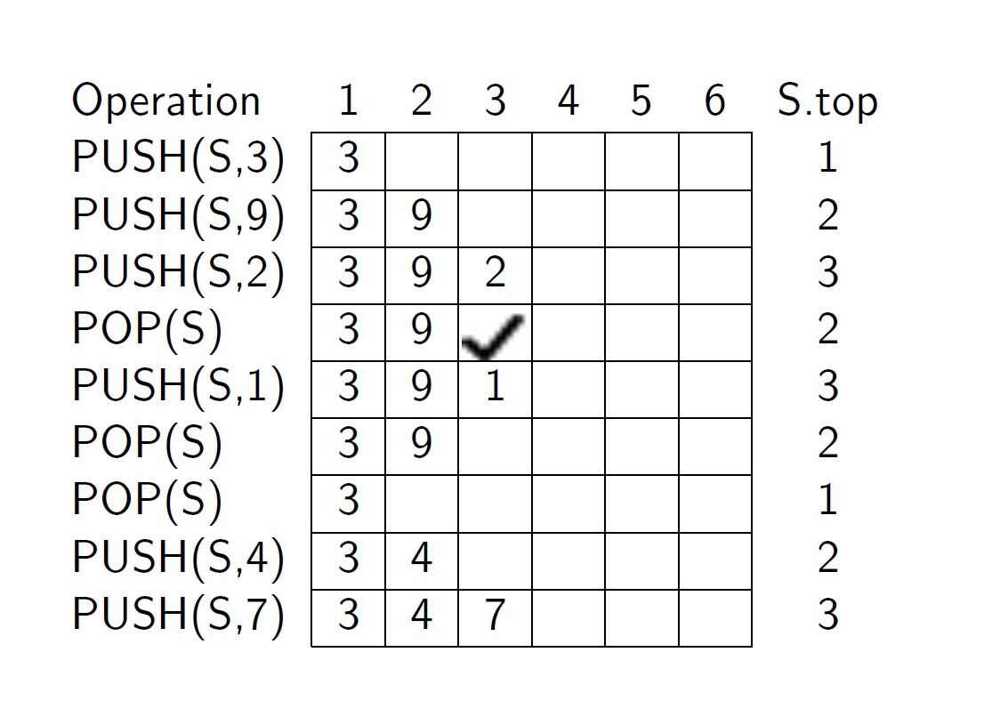 Operation 1 2 3 4 5 6 S.top
PUSH(S,3) 3 1
PUSH(S,9) 3 9 2
PUSH(S,2) 3 9 2 3
POP(S) 3 9 ✓ 2
PUSH(S,1) 3 9 1 3
POP(S) 3 9 2
POP(S) 3 1
PUSH(S,4) 3 4 2
PUSH(S,7) 3 4 7 3